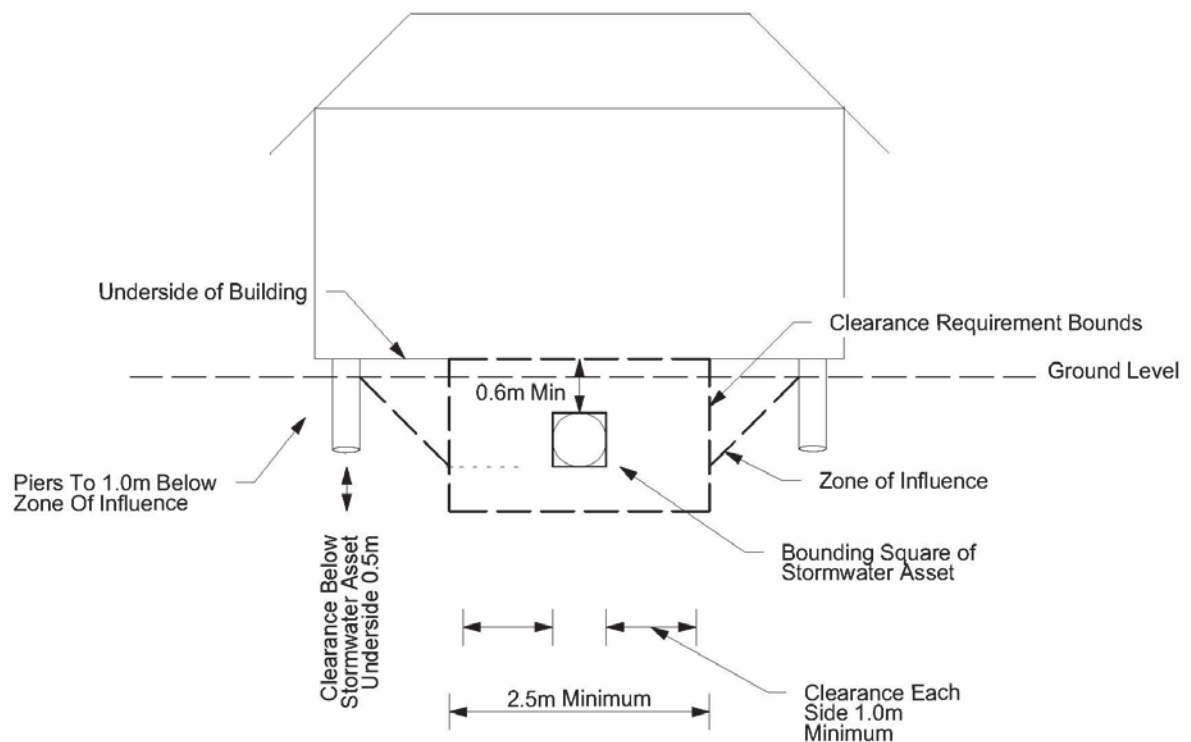 Underside of Building
Clearance Requirement Bounds
Ground Level
0.6m Min
Piers To 1.0m Below
Zone Of Influence
Zone of Influence
Clearance Below
Stormwater Asset
Underside 0.5m
Bounding Square of
Stormwater Asset
2.5m Minimum
Clearance Each
Side 1.0m
Minimum